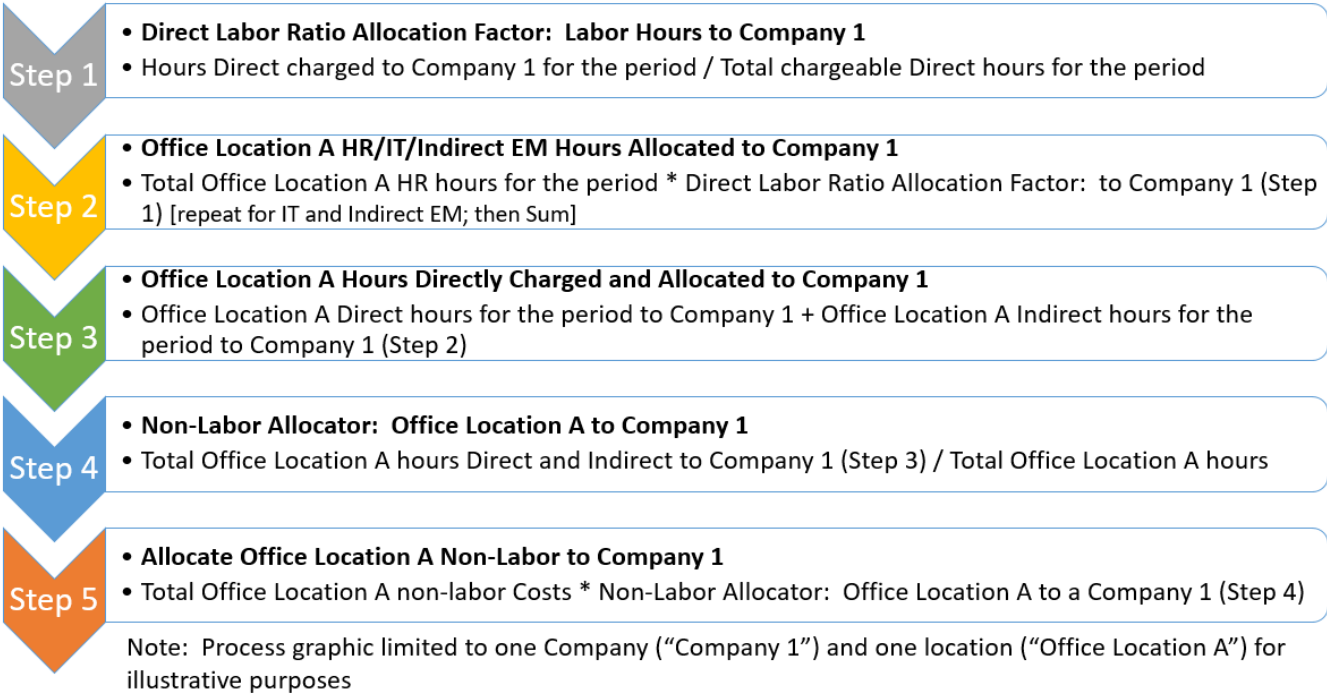 Step 1
• Direct Labor Ratio Allocation Factor:  Labor Hours to Company 1
• Hours Direct charged to Company 1 for the period / Total chargeable Direct hours for the period
Step 2
• Office Location A HR/IT/Indirect EM Hours Allocated to Company 1
• Total Office Location A HR hours for the period * Direct Labor Ratio Allocation Factor:  to Company 1 (Step
1) [repeat for IT and Indirect EM; then Sum]
Step 3
• Office Location A Hours Directly Charged and Allocated to Company 1
• Office Location A Direct hours for the period to Company 1 + Office Location A Indirect hours for the
period to Company 1 (Step 2)
Step 4
• Non-Labor Allocator:  Office Location A to Company 1
• Total Office Location A hours Direct and Indirect to Company 1 (Step 3) / Total Office Location A hours
Step 5
• Allocate Office Location A Non-Labor to Company 1
• Total Office Location A non-labor Costs * Non-Labor Allocator:  Office Location A to a Company 1 (Step 4)
Note:  Process graphic limited to one Company (“Company 1”) and one location (“Office Location A”) for
illustrative purposes